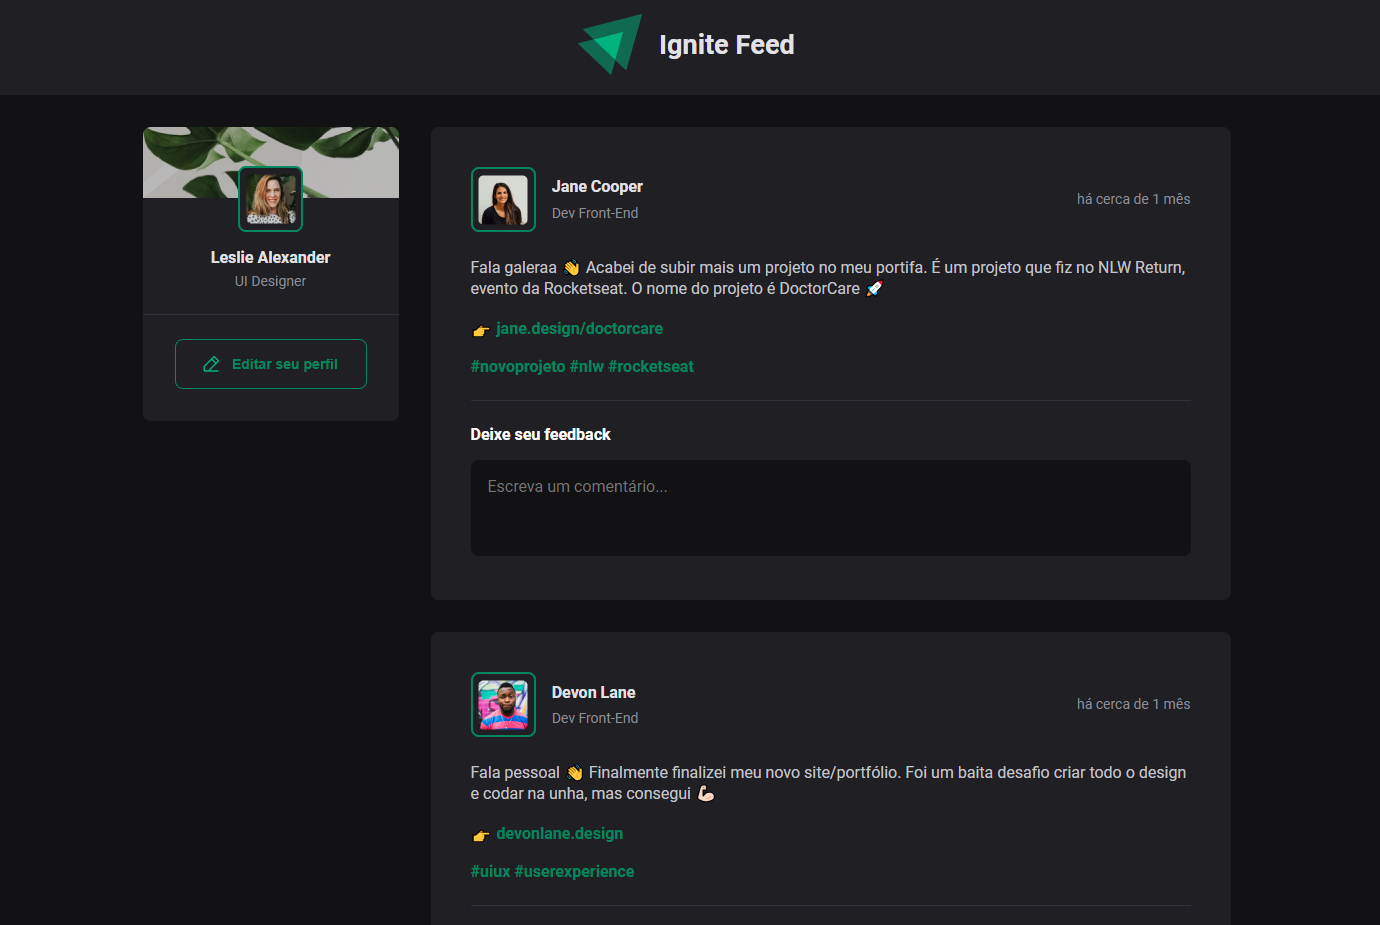 Ignite Feed
Leslie Alexander
UI Designer
Editar seu perfil
Jane Cooper
Dev Front-End
há cerca de 1 mês
Fala galeraa 👋 Acabei de subir mais um projeto no meu portifa. É um projeto que fiz no NLW Return,
evento da Rocketseat. O nome do projeto é DoctorCare 🚀
👉 jane.design/doctorcare
#novoprojeto #nlw #rocketseat
Deixe seu feedback
Escreva um comentário...
Devon Lane
Dev Front-End
há cerca de 1 mês
Fala pessoal 👋 Finalmente finalizei meu novo site/portfólio. Foi um baita desafio criar todo o design
e codar na unha, mas consegui 💪🏻
👉 devonlane.design
#uiux #userexperience